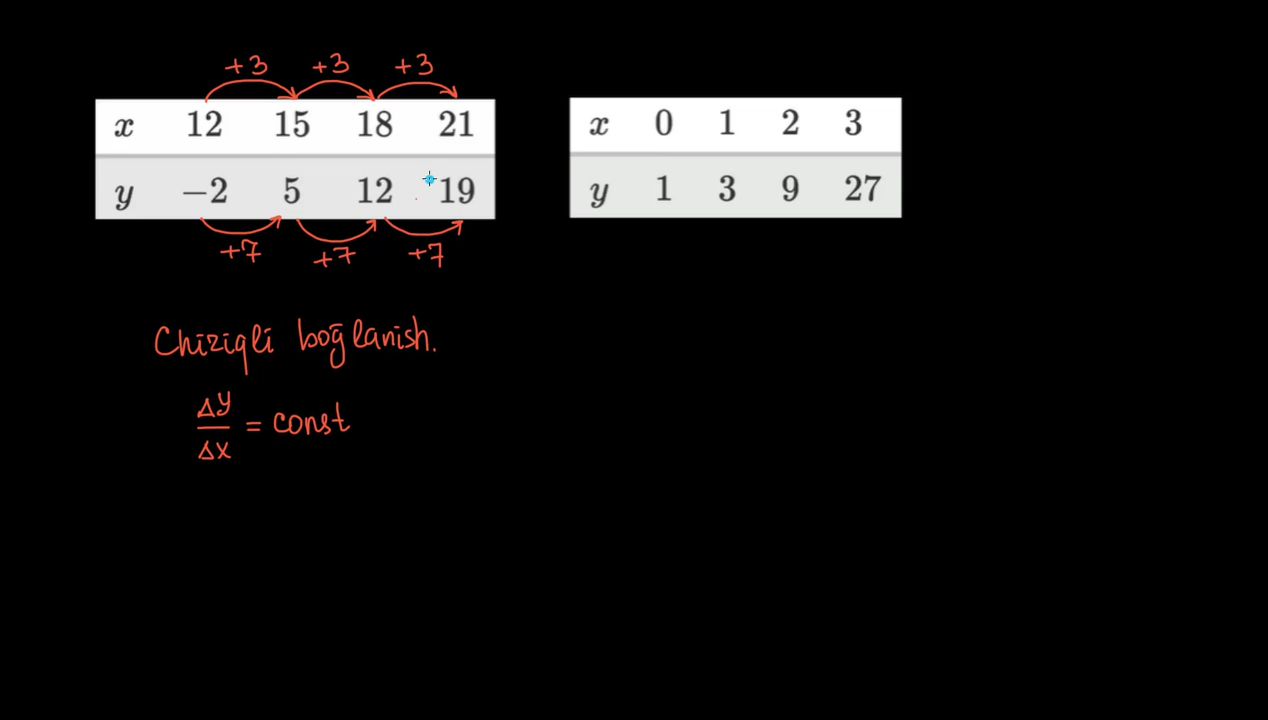 +3 +3 +3
x 12 15 18 21
y −2 5 12 19
+7 +7 +7
x 0 1 2 3
y 1 3 9 27
Chiziqli bog̅lanish.
Δy
Δx
= const